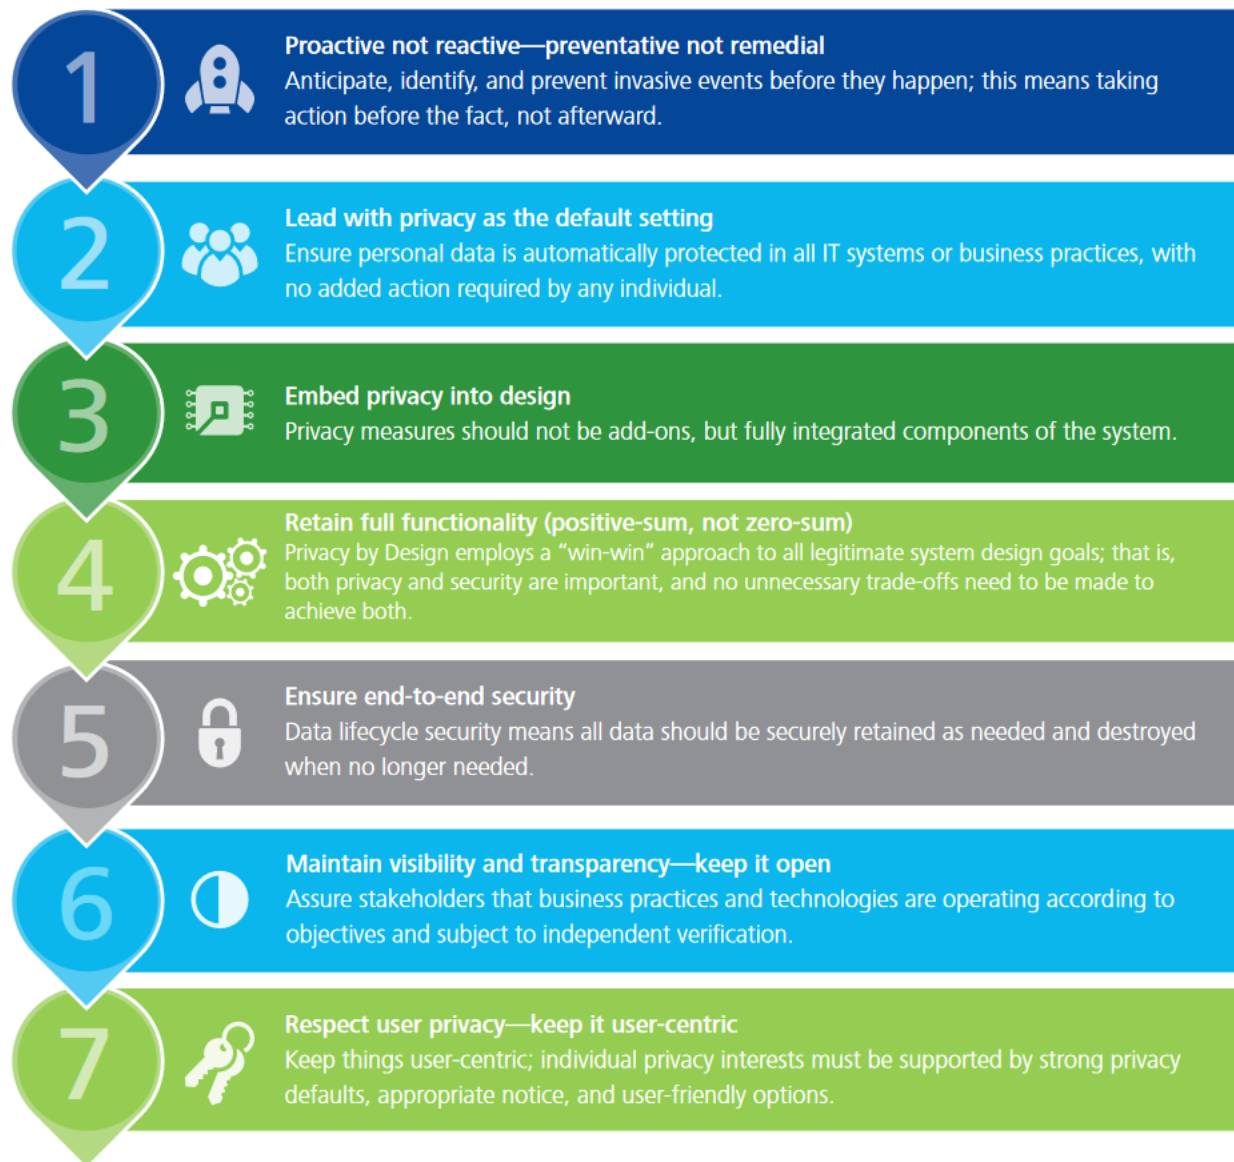 1
Proactive not reactive—preventative not remedial
Anticipate, identify, and prevent invasive events before they happen; this means taking
action before the fact, not afterward.
2
Lead with privacy as the default setting
Ensure personal data is automatically protected in all IT systems or business practices, with
no added action required by any individual.
3
Embed privacy into design
Privacy measures should not be add-ons, but fully integrated components of the system.
4
Retain full functionality (positive-sum, not zero-sum)
Privacy by Design employs a “win-win” approach to all legitimate system design goals; that is,
both privacy and security are important, and no unnecessary trade-offs need to be made to
achieve both.
5
Ensure end-to-end security
Data lifecycle security means all data should be securely retained as needed and destroyed
when no longer needed.
6
Maintain visibility and transparency—keep it open
Assure stakeholders that business practices and technologies are operating according to
objectives and subject to independent verification.
7
Respect user privacy—keep it user-centric
Keep things user-centric; individual privacy interests must be supported by strong privacy
defaults, appropriate notice, and user-friendly options.